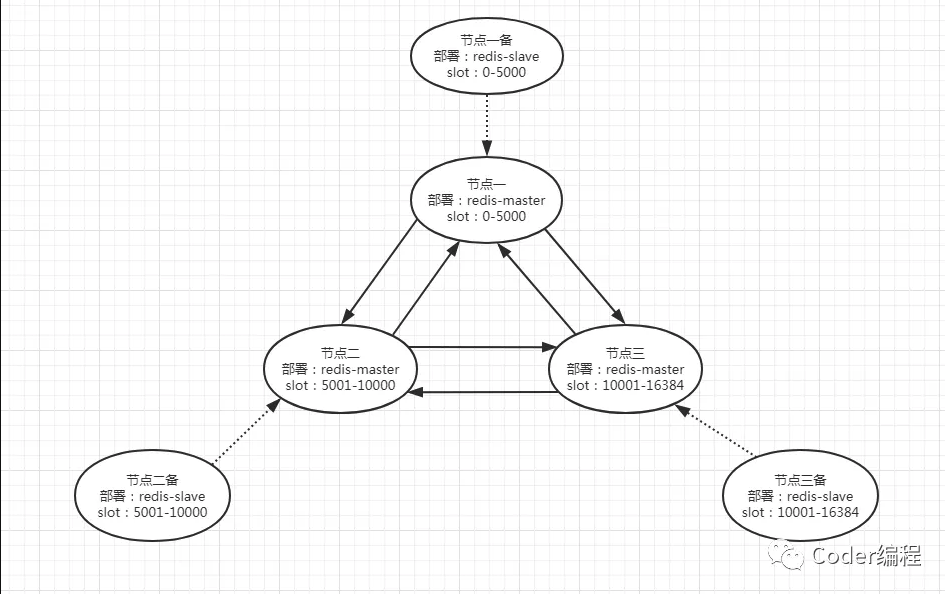 节点一备
部署：redis-slave
slot：0-5000
节点一
部署：redis-master
slot：0-5000
节点二
部署：redis-master
slot：5001-10000
节点三
部署：redis-master
slot：10001-16384
节点二备
部署：redis-slave
slot：5001-10000
节点三备
部署：redis-slave
slot：10001-16384
Coder编程